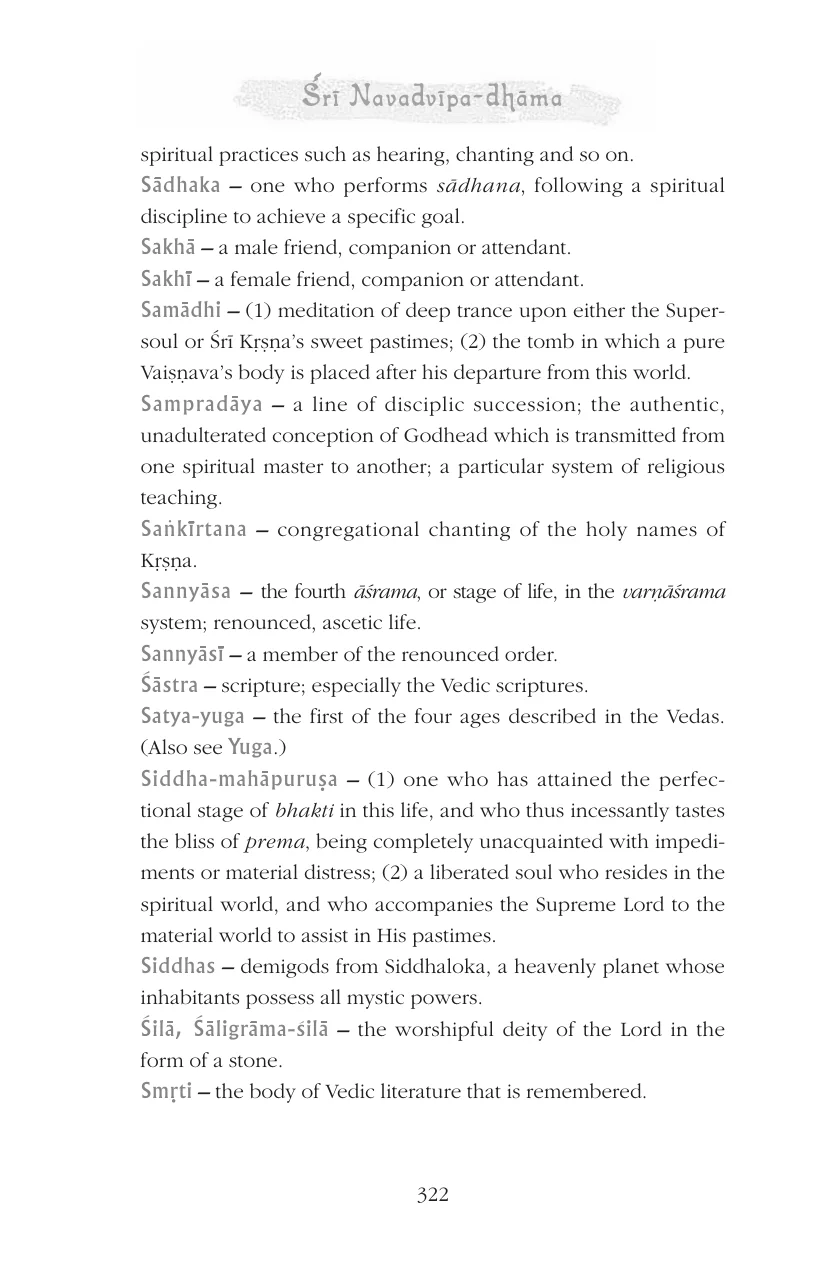 Śrī Navadvīpa-dhāma
spiritual practices such as hearing, chanting and so on.
Sādhaka – one who performs sādhana, following a spiritual
discipline to achieve a specific goal.
Sakhā – a male friend, companion or attendant.
Sakhī – a female friend, companion or attendant.
Samādhi – (1) meditation of deep trance upon either the Super-
soul or Śrī Kṛṣṇa’s sweet pastimes; (2) the tomb in which a pure
Vaiṣṇava’s body is placed after his departure from this world.
Sampradāya – a line of disciplic succession; the authentic,
unadulterated conception of Godhead which is transmitted from
one spiritual master to another; a particular system of religious
teaching.
Saṅkīrtana – congregational chanting of the holy names of
Kṛṣṇa.
Sannyāsa – the fourth āśrama, or stage of life, in the varṇāśrama
system; renounced, ascetic life.
Sannyāsī – a member of the renounced order.
Śāstra – scripture; especially the Vedic scriptures.
Satya-yuga – the first of the four ages described in the Vedas.
(Also see Yuga.)
Siddha-mahāpuruṣa – (1) one who has attained the perfec-
tional stage of bhakti in this life, and who thus incessantly tastes
the bliss of prema, being completely unacquainted with impedi-
ments or material distress; (2) a liberated soul who resides in the
spiritual world, and who accompanies the Supreme Lord to the
material world to assist in His pastimes.
Siddhas – demigods from Siddhaloka, a heavenly planet whose
inhabitants possess all mystic powers.
Śilā, Śāligrāma-śilā – the worshipful deity of the Lord in the
form of a stone.
Smṛti – the body of Vedic literature that is remembered.
322